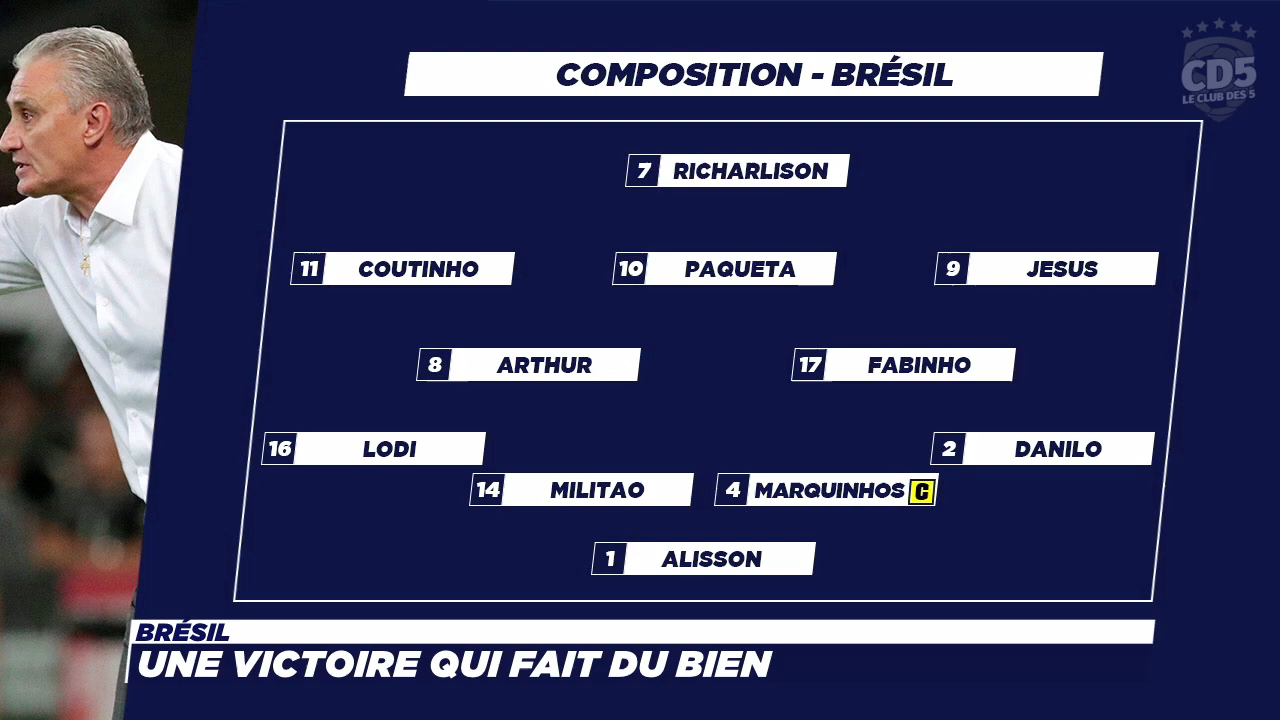 CD5
LE CLUB DES 5
COMPOSITION - BRÉSIL
7 RICHARLISON
11 COUTINHO
10 PAQUETA
9 JESUS
8 ARTHUR
17 FABINHO
16 LODI
2 DANILO
14 MILITAO
4 MARQUINHOS C
1 ALISSON
BRÉSIL
UNE VICTOIRE QUI FAIT DU BIEN